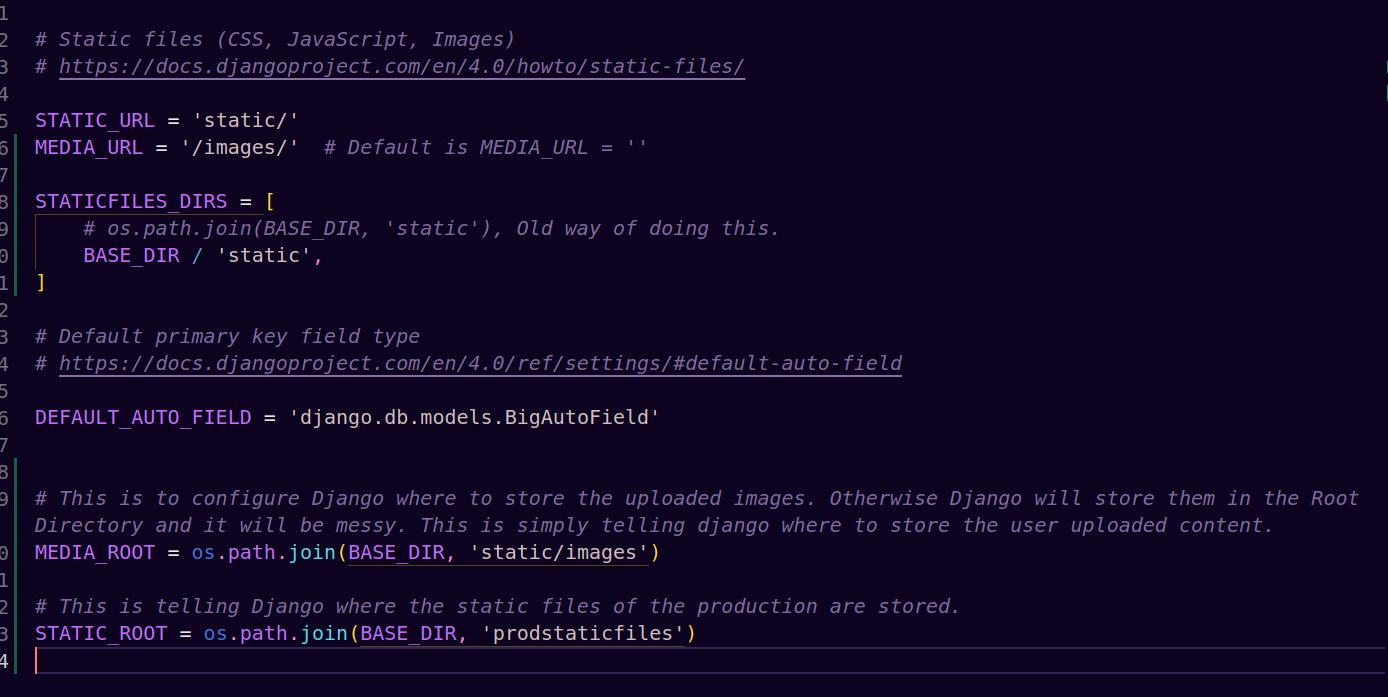 1
2 # Static files (CSS, JavaScript, Images)
3 # https://docs.djangoproject.com/en/4.0/howto/static-files/
4
5 STATIC_URL = 'static/'
6 MEDIA_URL = '/images/'  # Default is MEDIA_URL = ''
7
8 STATICFILES_DIRS = [
9     # os.path.join(BASE_DIR, 'static'), Old way of doing this.
0     BASE_DIR / 'static',
1 ]
2
3 # Default primary key field type
4 # https://docs.djangoproject.com/en/4.0/ref/settings/#default-auto-field
5
6 DEFAULT_AUTO_FIELD = 'django.db.models.BigAutoField'
7
8
9 # This is to configure Django where to store the uploaded images. Otherwise Django will store them in the Root
Directory and it will be messy. This is simply telling django where to store the user uploaded content.
0 MEDIA_ROOT = os.path.join(BASE_DIR, 'static/images')
1
2 # This is telling Django where the static files of the production are stored.
3 STATIC_ROOT = os.path.join(BASE_DIR, 'prodstaticfiles')
4